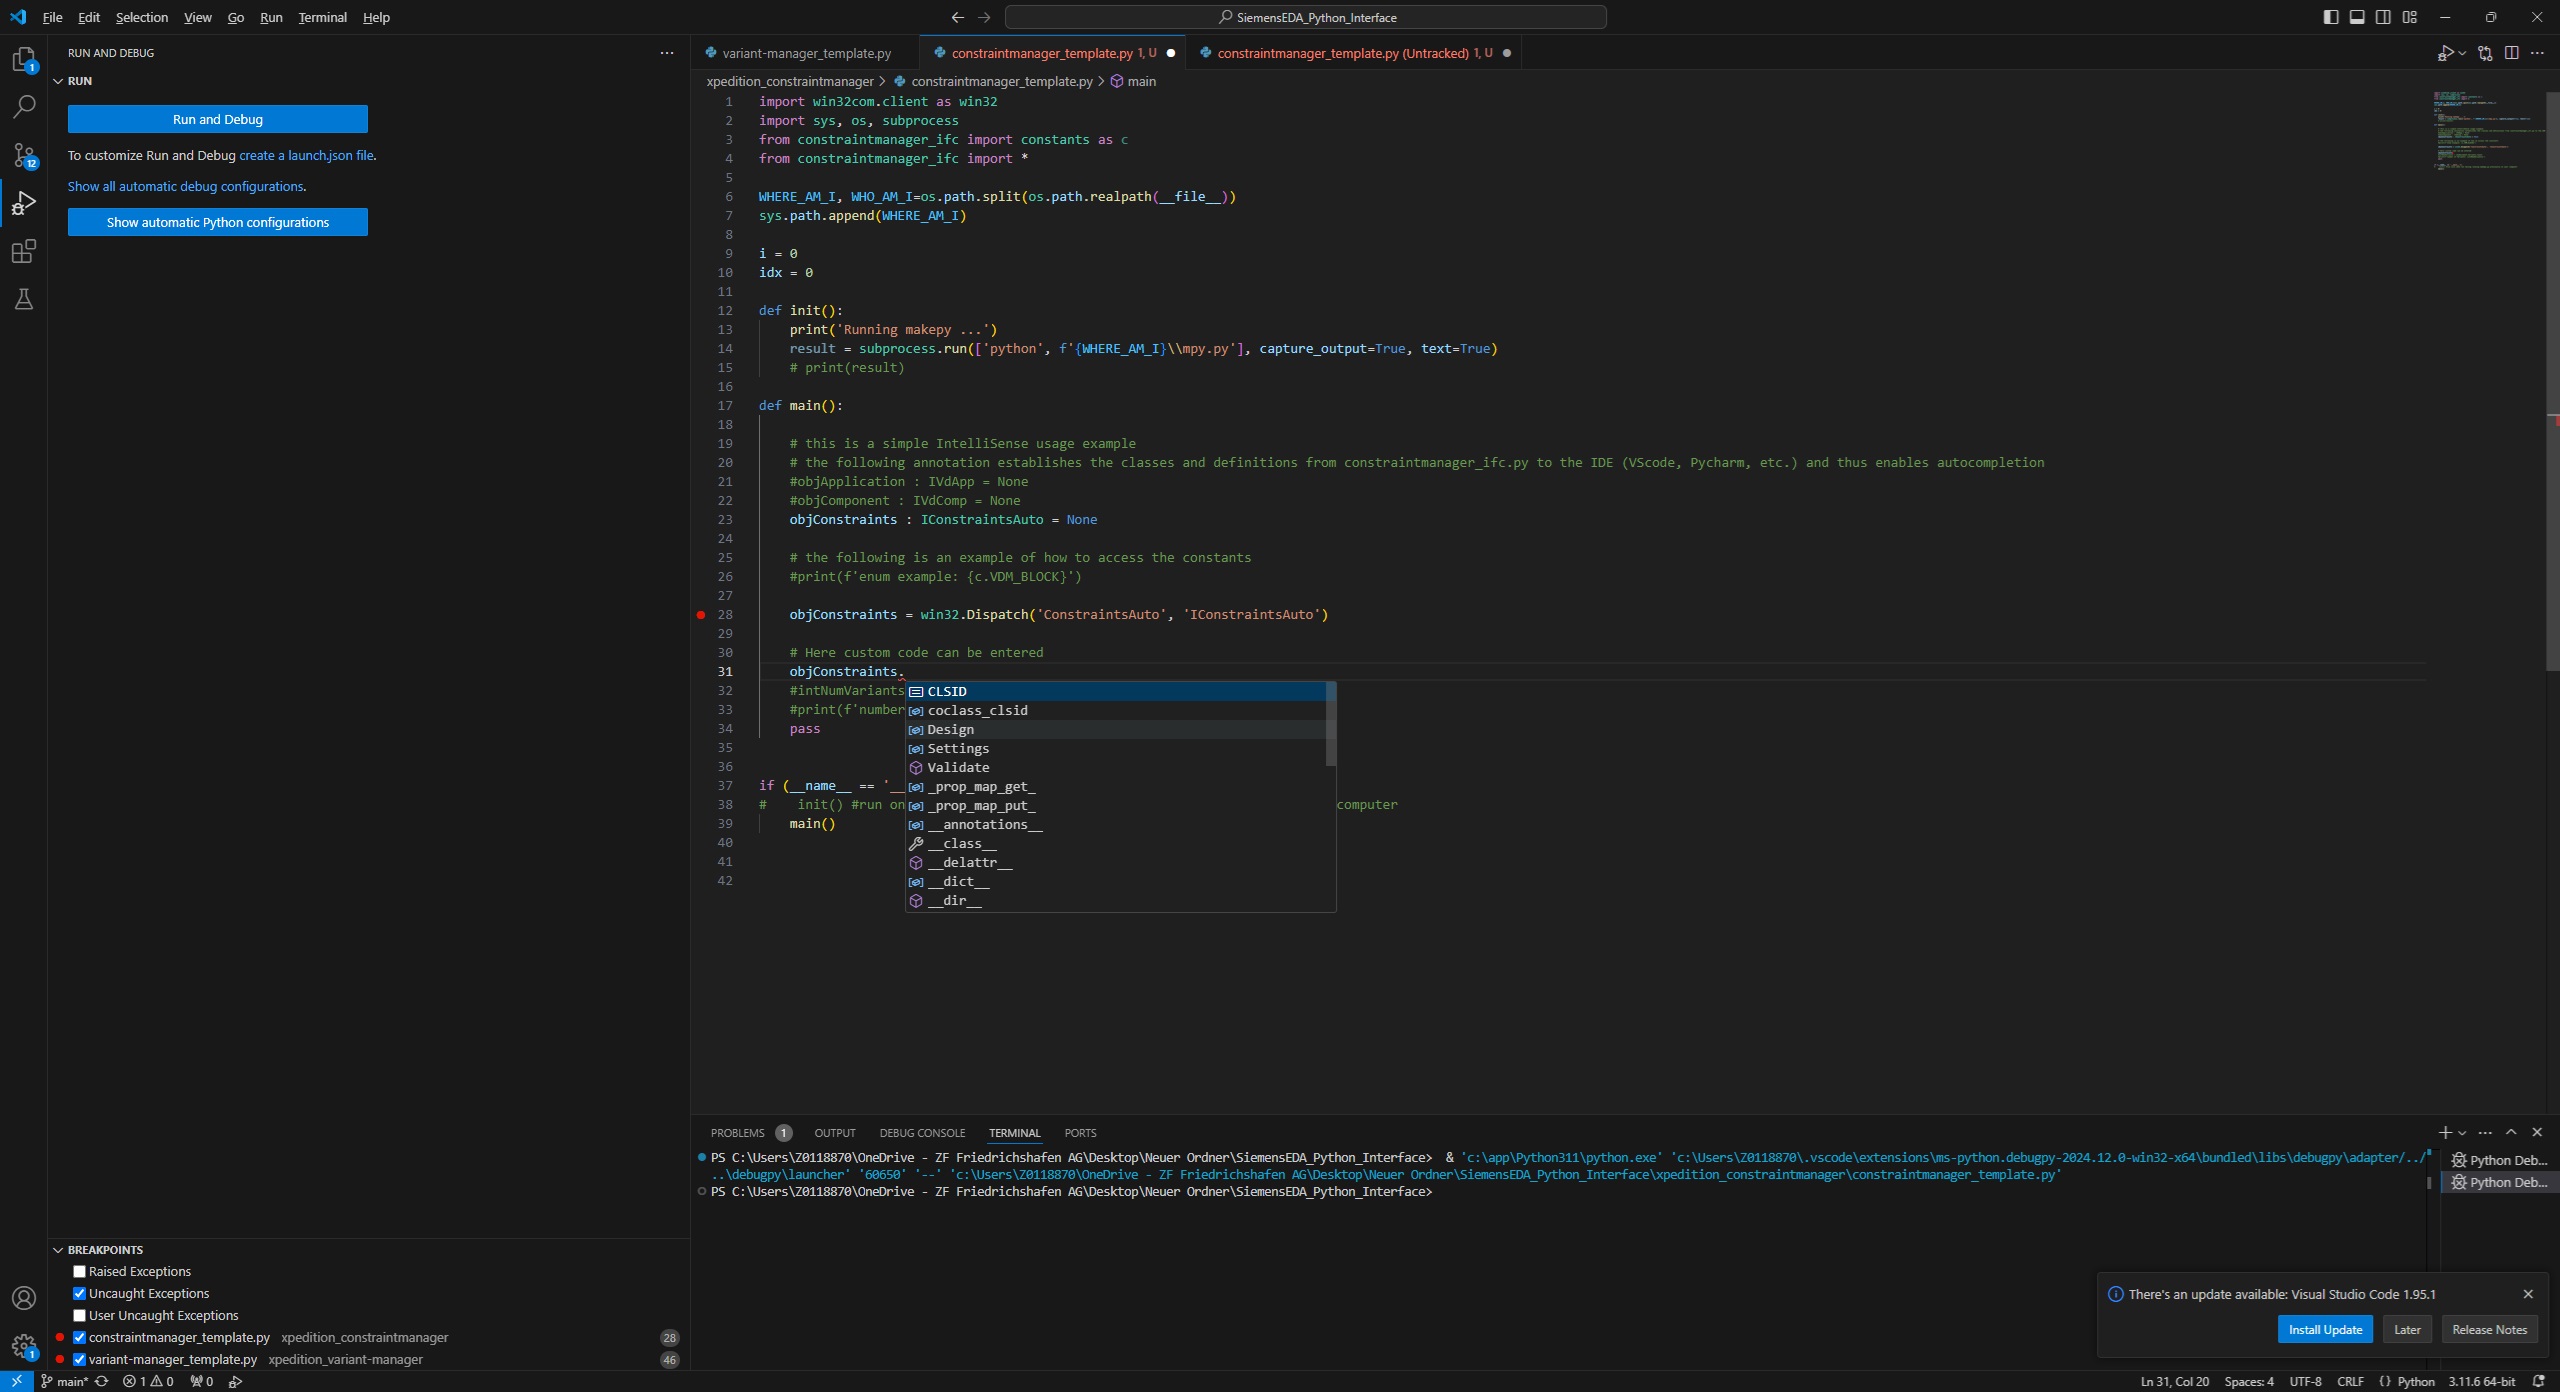 File Edit Selection View Go Run Terminal Help
SiemensEDA_Python_Interface
RUN AND DEBUG
RUN
Run and Debug
To customize Run and Debug create a launch.json file.
Show all automatic debug configurations.
Show automatic Python configurations
variant-manager_template.py constraintmanager_template.py 1, U constraintmanager_template.py (Untracked) 1, U
xpedition_constraintmanager > constraintmanager_template.py > main
1 import win32com.client as win32
2 import sys, os, subprocess
3 from constraintmanager_ifc import constants as c
4 from constraintmanager_ifc import *
5
6 WHERE_AM_I, WHO_AM_I=os.path.split(os.path.realpath(__file__))
7 sys.path.append(WHERE_AM_I)
8
9 i = 0
10 idx = 0
11
12 def init():
13 print('Running makepy ...')
14 result = subprocess.run(['python', f'{WHERE_AM_I}\\mpy.py'], capture_output=True, text=True)
15 # print(result)
16
17 def main():
18
19 # this is a simple IntelliSense usage example
20 # the following annotation establishes the classes and definitions from constraintmanager_ifc.py to the IDE (VScode, Pycharm, etc.) and thus enables autocompletion
21 #objApplication : IVdApp = None
22 #objComponent : IVdComp = None
23 objConstraints : IConstraintsAuto = None
24
25 # the following is an example of how to access the constants
26 #print(f'enum example: {c.VDM_BLOCK}')
27
28 objConstraints = win32.Dispatch('ConstraintsAuto', 'IConstraintsAuto')
29
30 # Here custom code can be entered
31 objConstraints.
32 #intNumVariants
33 #print(f'number
34 pass
35
36
37 if (__name__ == '__
38 # init() #run on computer
39 main()
40
41
42
CLSID
coclass_clsid
Design
Settings
Validate
_prop_map_get_
_prop_map_put_
__annotations__
__class__
__delattr__
__dict__
__dir__
PROBLEMS 1 OUTPUT DEBUG CONSOLE TERMINAL PORTS
PS C:\Users\Z0118870\OneDrive - ZF Friedrichshafen AG\Desktop\Neuer Ordner\SiemensEDA_Python_Interface> & 'c:\app\Python311\python.exe' 'c:\Users\Z0118870\.vscode\extensions\ms-python.debugpy-2024.12.0-win32-x64\bundled\libs\debugpy\adapter/../
..\debugpy\launcher' '60650' '--' 'c:\Users\Z0118870\OneDrive - ZF Friedrichshafen AG\Desktop\Neuer Ordner\SiemensEDA_Python_Interface\xpedition_constraintmanager\constraintmanager_template.py'
PS C:\Users\Z0118870\OneDrive - ZF Friedrichshafen AG\Desktop\Neuer Ordner\SiemensEDA_Python_Interface>
Python Deb...
Python Deb...
BREAKPOINTS
Raised Exceptions
Uncaught Exceptions
User Uncaught Exceptions
constraintmanager_template.py xpedition_constraintmanager 28
variant-manager_template.py xpedition_variant-manager 46
There's an update available: Visual Studio Code 1.95.1
Install Update Later Release Notes
1
12
1
main* 1 0 0
Ln 31, Col 20 Spaces: 4 UTF-8 CRLF {} Python 3.11.6 64-bit